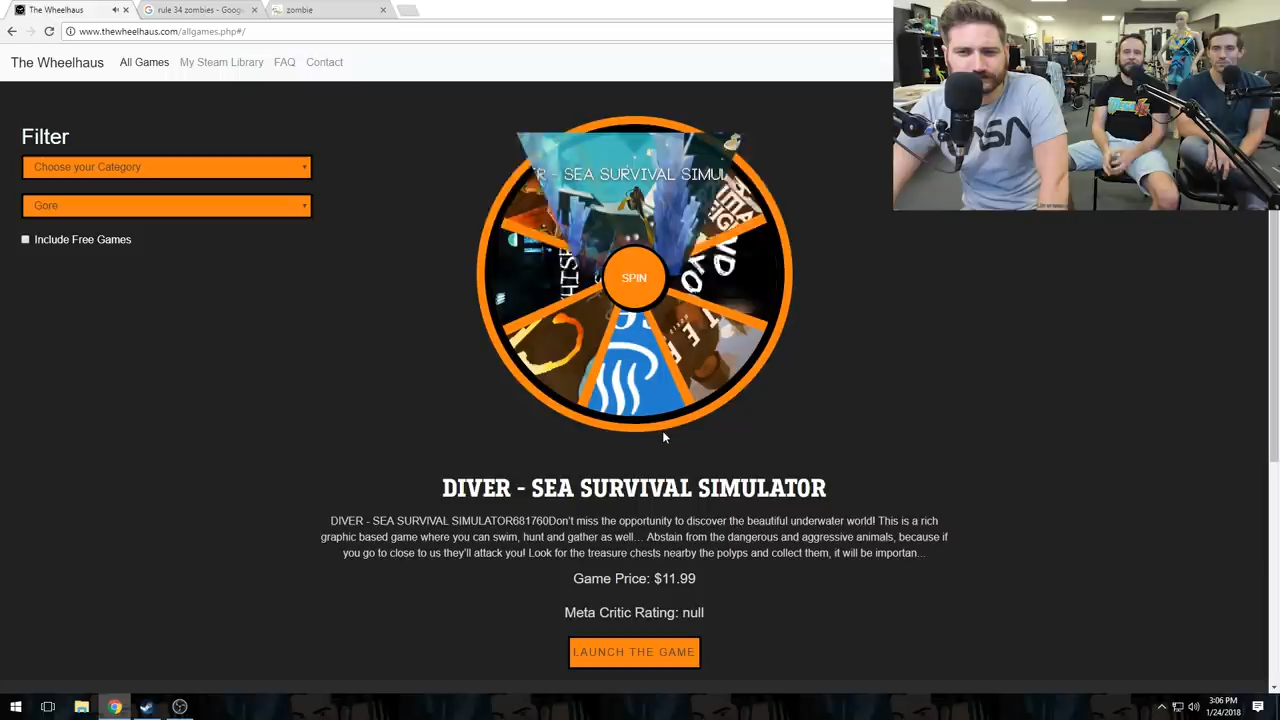 The Wheelhaus
rule 34 zombies - Goog
zombie
www.thewheelhaus.com/allgames.php#/
The Wheelhaus
All Games
My Steam Library
FAQ
Contact
Filter
Choose your Category
Gore
Include Free Games
R - SEA SURVIVAL SIMUL
SPIN
NASA
DIVER - SEA SURVIVAL SIMULATOR
DIVER - SEA SURVIVAL SIMULATOR681760Don't miss the opportunity to discover the beautiful underwater world! This is a rich
graphic based game where you can swim, hunt and gather as well... Abstain from the dangerous and aggressive animals, because if
you go to close to us they'll attack you! Look for the treasure chests nearby the polyps and collect them, it will be importan...
Game Price: $11.99
Meta Critic Rating: null
LAUNCH THE GAME
3:06 PM
1/24/2018